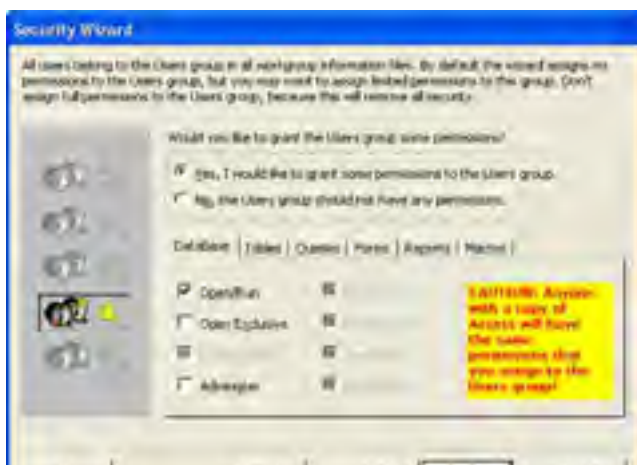 Security Wizard
All users belong to the Users group in all workgroup information files. By default the wizard assigns no
permissions to the Users group, but you may want to assign limited permissions to this group. Don't
assign full permissions to the Users group, because this will remove all security.
Would you like to grant the Users group some permissions?
Yes, I would like to grant some permissions to the Users group.
No, the Users group should not have any permissions.
Database Tables Queries Forms Reports Macros
Open/Run
Open Exclusive
Administer
CAUTION: Anyone
with a copy of
Access will have
the same
permissions that
you assign to the
Users group!